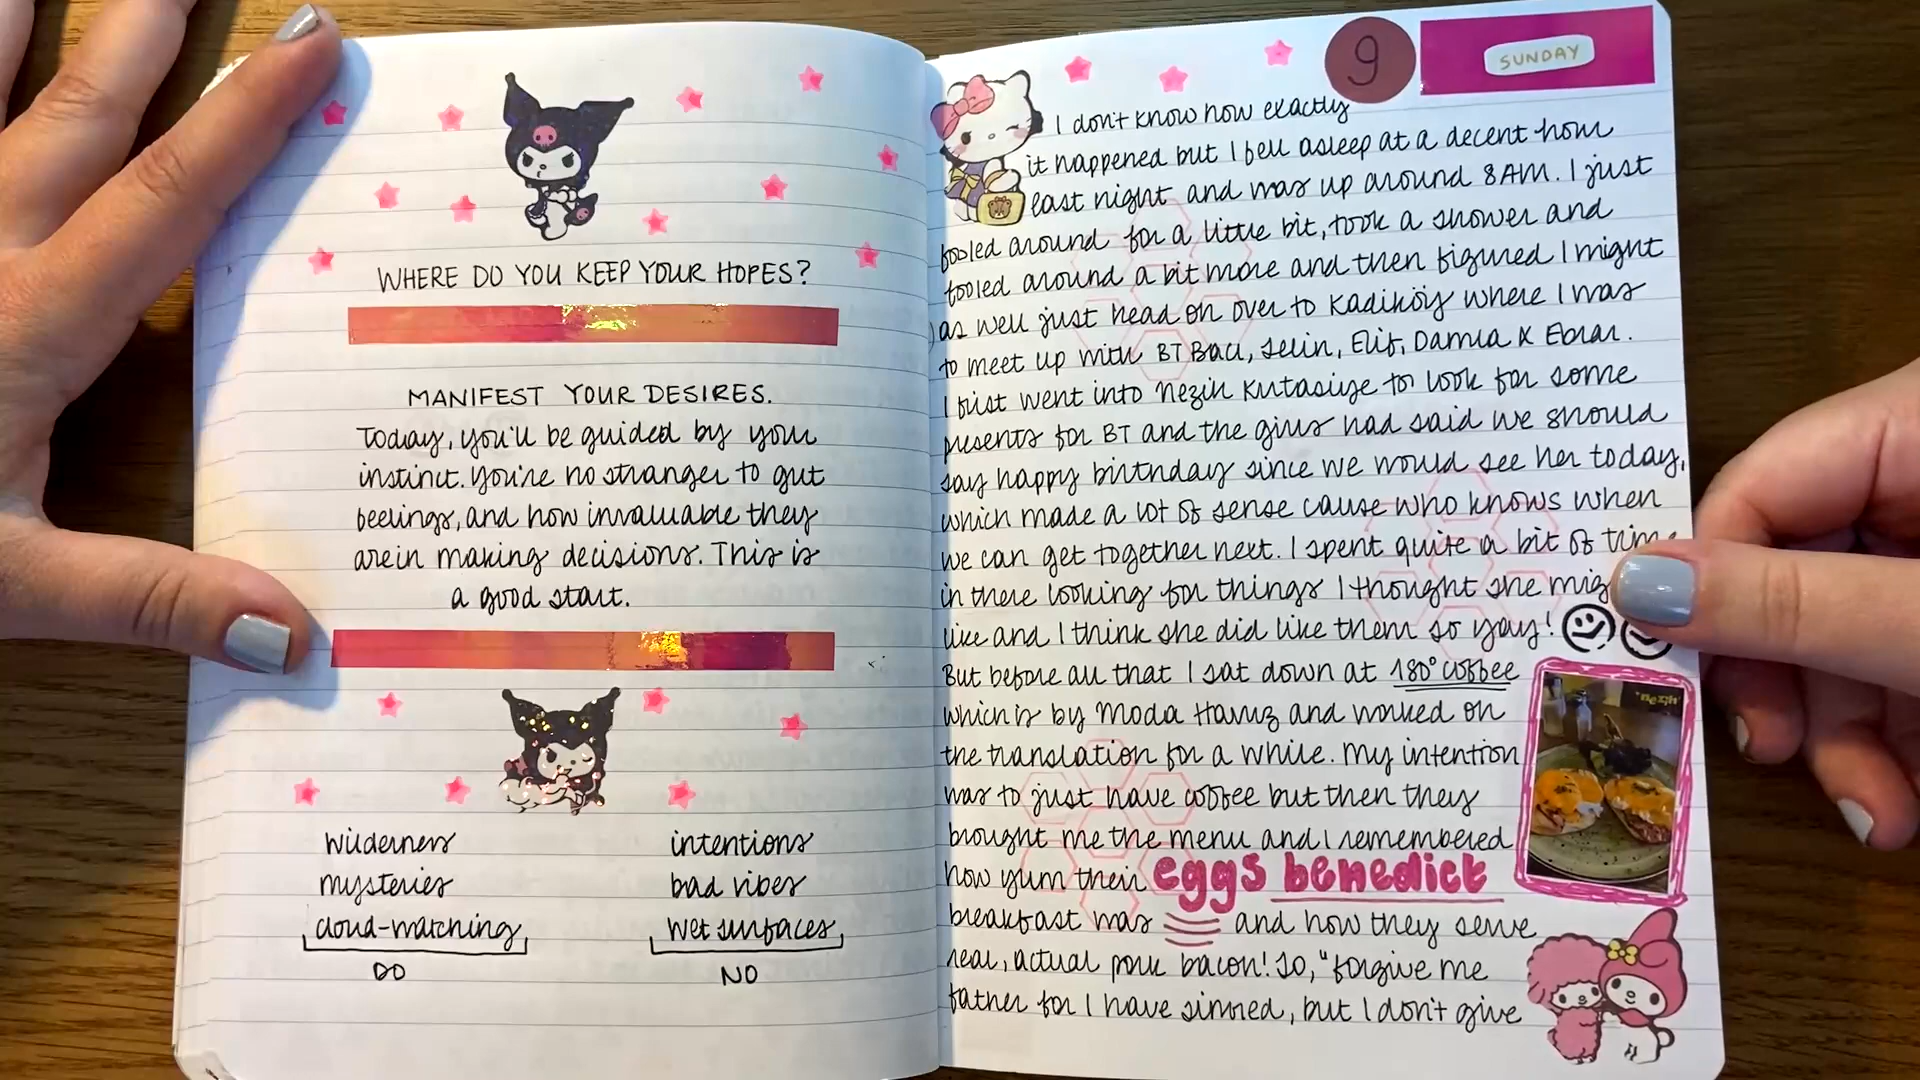 WHERE DO YOU KEEP YOUR HOPES?
MANIFEST YOUR DESIRES.
Today, you'll be guided by your
instinct. You're no stranger to gut
feelings, and how invaluable they
are in making decisions. This is
a good start.
wilderness
mysteries
cloud-watching
DO
intentions
bad vibes
wet surfaces
NO
9
SUNDAY
I don't know how exactly
it happened but I fell asleep at a decent hour
last night and was up around 8AM. I just
fooled around for a little bit, took a shower and
fooled around a bit more and then figured I might
as well just head on over to Kadıköy where I was
to meet up with BT Bacı, Selin, Elif, Damla & Ebrar.
I first went into Nezih Kırtasiye to look for some
presents for BT and the girls had said we should
say happy birthday since we would see her today,
which made a lot of sense cause who knows when
we can get together next. I spent quite a bit of time
in there looking for things I thought she
like and I think she did like them so yay!
But before all that I sat down at 180° coffee
which is by Moda Havuz and worked on
the translation for a while. My intention
was to just have coffee but then they
brought me the menu and I remembered
how yum their eggs benedict
breakfast was and how they serve
real, actual pork bacon! So, "forgive me
father for I have sinned, but I don't give
"nezih"